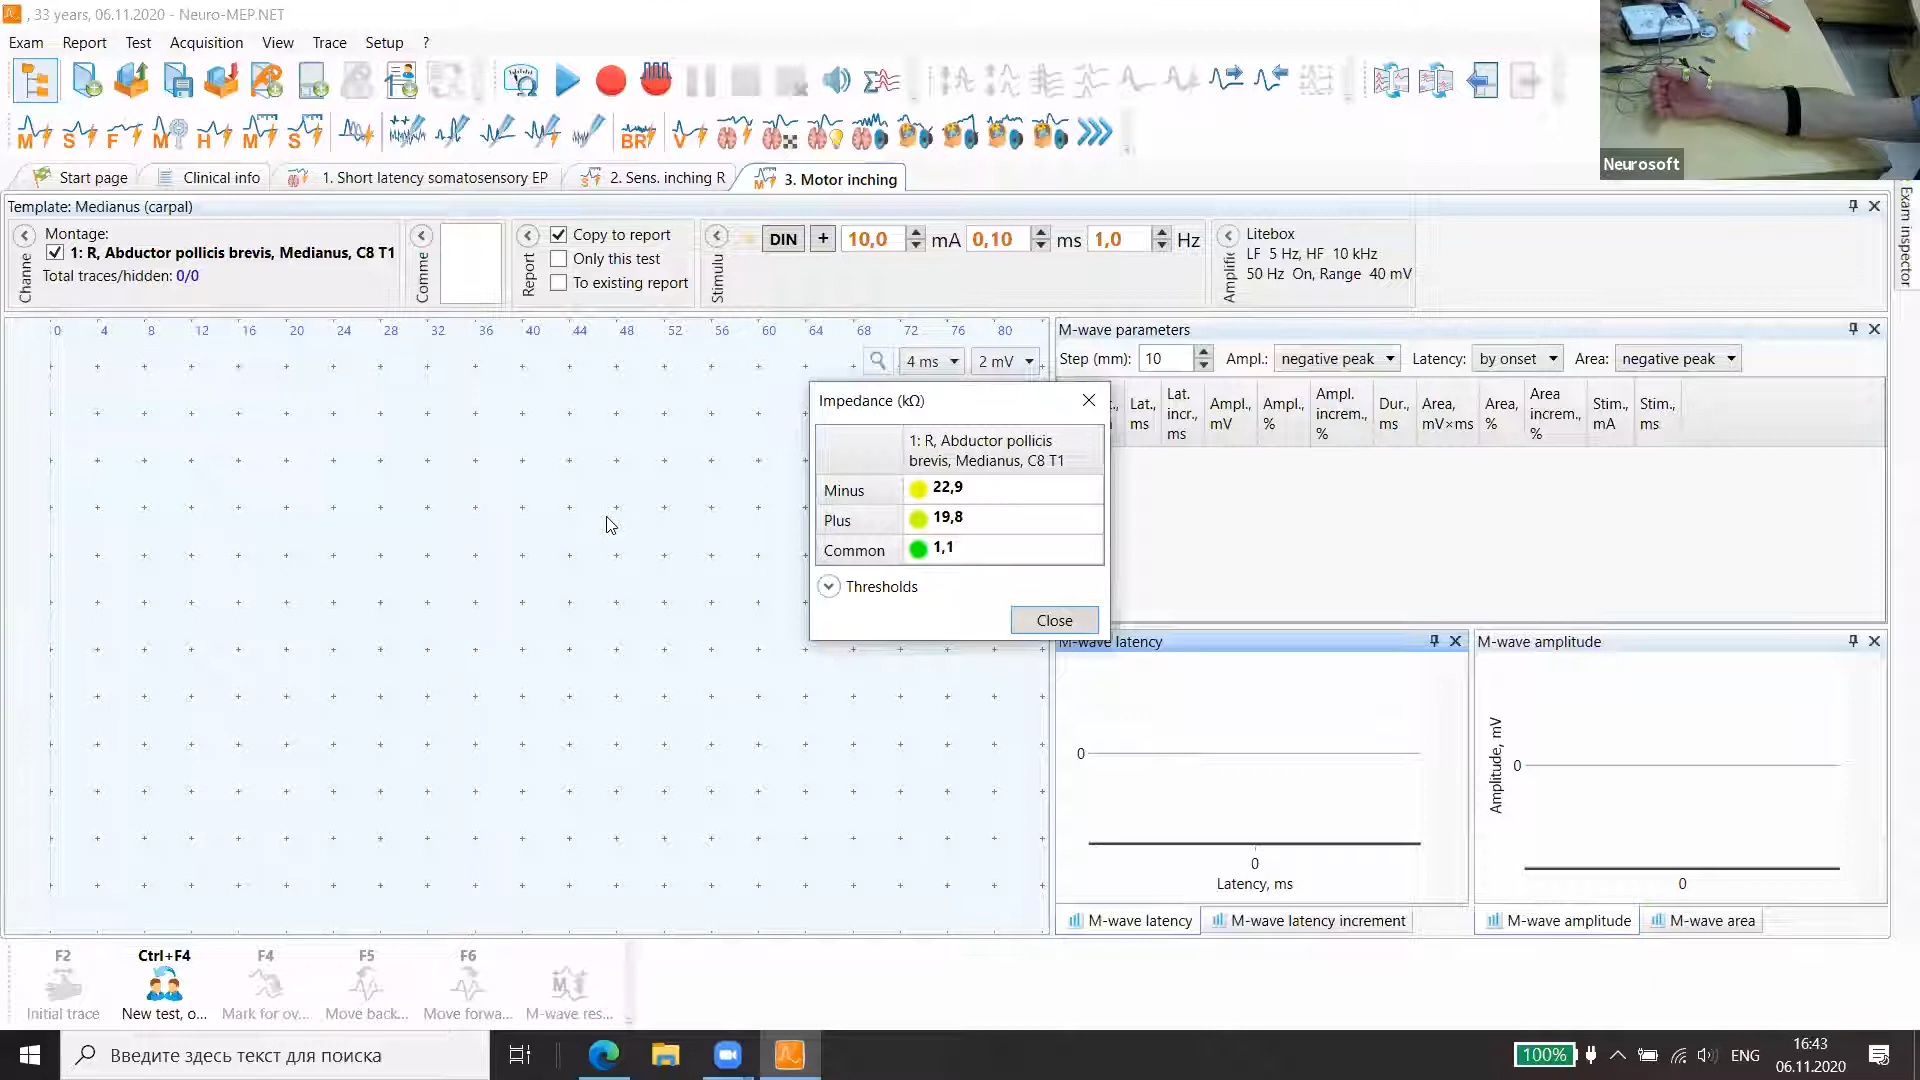 , 33 years, 06.11.2020 - Neuro-MEP.NET
Exam Report Test Acquisition View Trace Setup ?
Start page
Clinical info
1. Short latency somatosensory EP
2. Sens. inching R
3. Motor inching
Template: Medianus (carpal)
Montage:
1: R, Abductor pollicis brevis, Medianus, C8 T1
Total traces/hidden: 0/0
Channe
Comme
Report
Copy to report
Only this test
To existing report
Stimulu
DIN + 10,0 mA 0,10 ms 1,0 Hz
Amplifie
Litebox
LF 5 Hz, HF 10 kHz
50 Hz On, Range 40 mV
Neurosoft
Exam inspector
0 4 8 12 16 20 24 28 32 36 40 44 48 52 56 60 64 68 72 76 80
4 ms 2 mV
M-wave parameters
Step (mm): 10 Ampl.: negative peak Latency: by onset Area: negative peak
Lat., ms
Lat. incr., ms
Ampl., mV
Ampl., %
Ampl. increm., %
Dur., ms
Area, mV×ms
Area, %
Area increm., %
Stim., mA
Stim., ms
Impedance (kΩ)
1: R, Abductor pollicis
brevis, Medianus, C8 T1
Minus 22,9
Plus 19,8
Common 1,1
Thresholds
Close
M-wave latency
0
0
Latency, ms
M-wave latency
M-wave latency increment
M-wave amplitude
Amplitude, mV
0
0
M-wave amplitude
M-wave area
F2
Initial trace
Ctrl+F4
New test, o...
F4
Mark for ov...
F5
Move back...
F6
Move forwa...
M-wave res...
Введите здесь текст для поиска
100%
ENG
16:43
06.11.2020